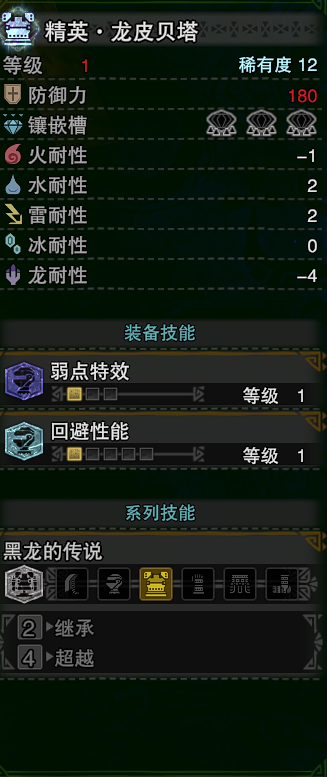 精英·龙皮贝塔
等级 1 稀有度 12
防御力 180
镶嵌槽
火耐性 -1
水耐性 2
雷耐性 2
冰耐性 0
龙耐性 -4
装备技能
弱点特效
等级 1
回避性能
等级 1
系列技能
黑龙的传说
2 继承
4 超越